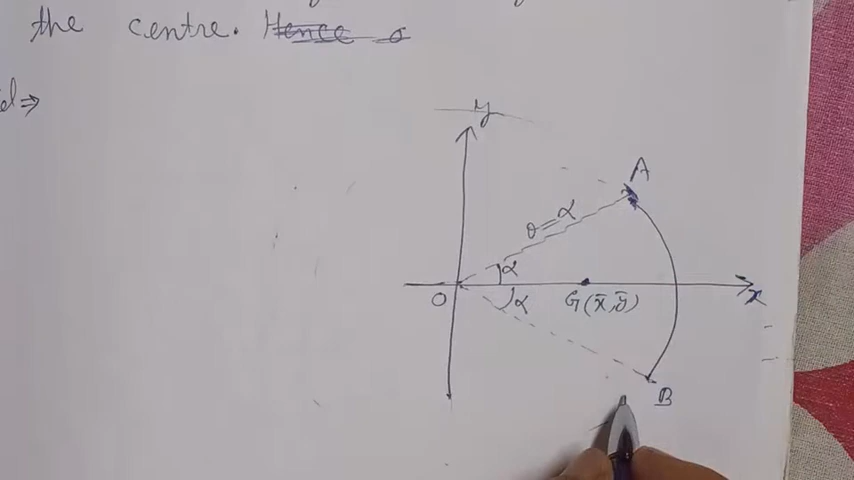 the centre. Hence o
⇒
y
A
θ=α
α
O
α
G(x̄,ȳ)
x
B